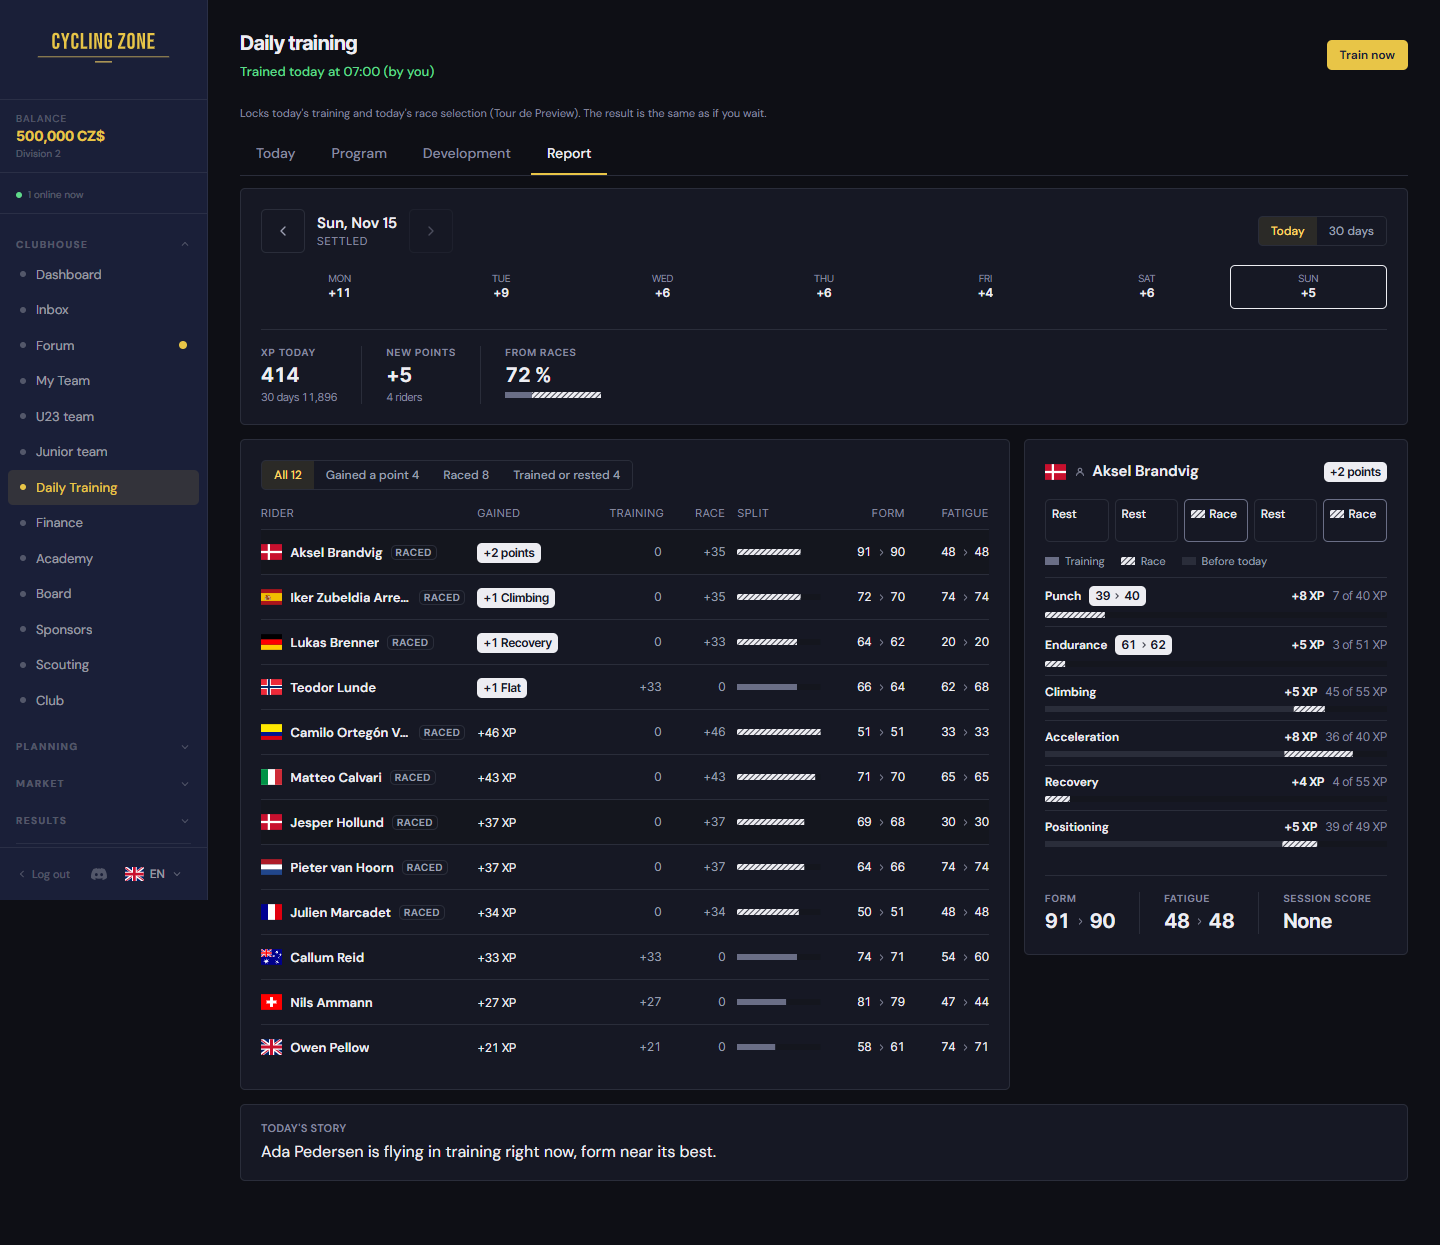 CYCLING ZONE
BALANCE
500,000 CZ$
Division 2
1 online now
CLUBHOUSE
Dashboard
Inbox
Forum
My Team
U23 team
Junior team
Daily Training
Finance
Academy
Board
Sponsors
Scouting
Club
PLANNING
MARKET
RESULTS
Log out
EN
Daily training
Trained today at 07:00 (by you)
Train now
Locks today's training and today's race selection (Tour de Preview). The result is the same as if you wait.
Today Program Development Report
Sun, Nov 15
SETTLED
Today 30 days
MON TUE WED THU FRI SAT SUN
+11 +9 +6 +6 +4 +6 +5
XP TODAY NEW POINTS FROM RACES
414 +5 72 %
30 days 11,896 4 riders
All 12 Gained a point 4 Raced 8 Trained or rested 4
RIDER GAINED TRAINING RACE SPLIT FORM FATIGUE
Aksel Brandvig RACED +2 points 0 +35 91 › 90 48 › 48
Iker Zubeldia Arre... RACED +1 Climbing 0 +35 72 › 70 74 › 74
Lukas Brenner RACED +1 Recovery 0 +33 64 › 62 20 › 20
Teodor Lunde +1 Flat +33 0 66 › 64 62 › 68
Camilo Ortegón V... RACED +46 XP 0 +46 51 › 51 33 › 33
Matteo Calvari RACED +43 XP 0 +43 71 › 70 65 › 65
Jesper Hollund RACED +37 XP 0 +37 69 › 68 30 › 30
Pieter van Hoorn RACED +37 XP 0 +37 64 › 66 74 › 74
Julien Marcadet RACED +34 XP 0 +34 50 › 51 48 › 48
Callum Reid +33 XP +33 0 74 › 71 54 › 60
Nils Ammann +27 XP +27 0 81 › 79 47 › 44
Owen Pellow +21 XP +21 0 58 › 61 74 › 71
Aksel Brandvig +2 points
Rest Rest Race Rest Race
Training Race Before today
Punch 39 › 40 +8 XP 7 of 40 XP
Endurance 61 › 62 +5 XP 3 of 51 XP
Climbing +5 XP 45 of 55 XP
Acceleration +8 XP 36 of 40 XP
Recovery +4 XP 4 of 55 XP
Positioning +5 XP 39 of 49 XP
FORM FATIGUE SESSION SCORE
91 › 90 48 › 48 None
TODAY'S STORY
Ada Pedersen is flying in training right now, form near its best.